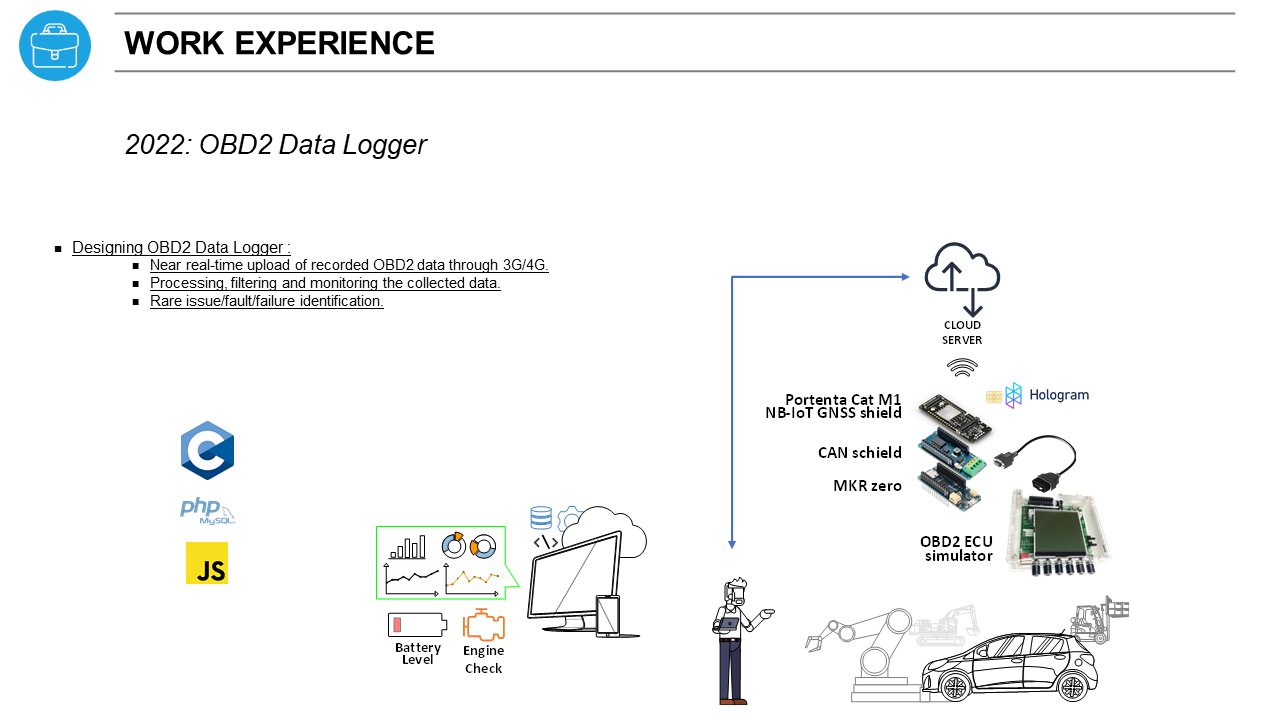 WORK EXPERIENCE
2022: OBD2 Data Logger
Designing OBD2 Data Logger :
Near real-time upload of recorded OBD2 data through 3G/4G.
Processing, filtering and monitoring the collected data.
Rare issue/fault/failure identification.
CLOUD
SERVER
Hologram
Portenta Cat M1
NB-IoT GNSS shield
CAN schield
MKR zero
OBD2 ECU
simulator
C
php
MySQL
JS
</>
Battery
Level
Engine
Check